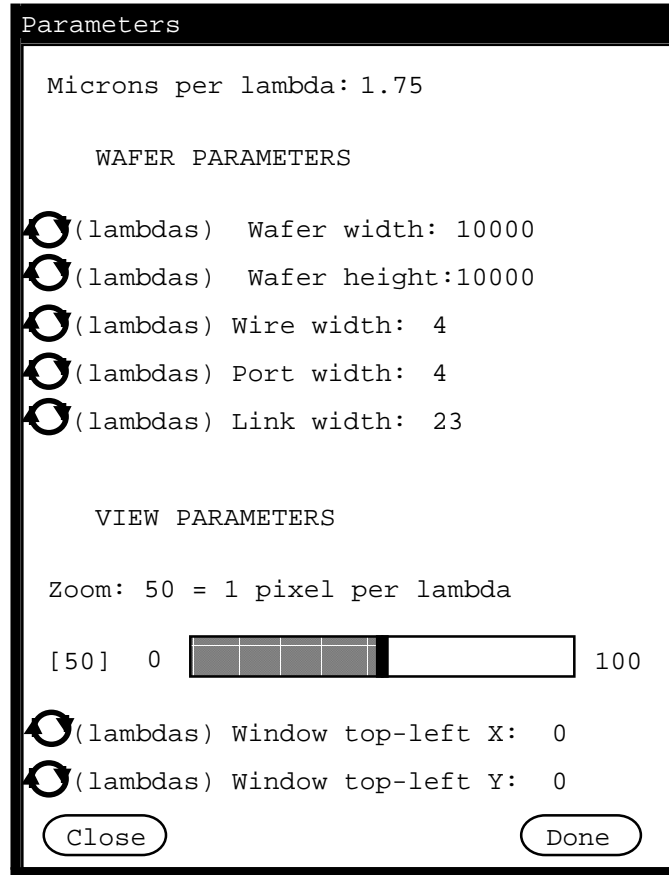 Parameters
Microns per lambda: 1.75
WAFER PARAMETERS
(lambdas) Wafer width: 10000
(lambdas) Wafer height:10000
(lambdas) Wire width: 4
(lambdas) Port width: 4
(lambdas) Link width: 23
VIEW PARAMETERS
Zoom: 50 = 1 pixel per lambda
[50] 0 100
(lambdas) Window top-left X: 0
(lambdas) Window top-left Y: 0
Close Done